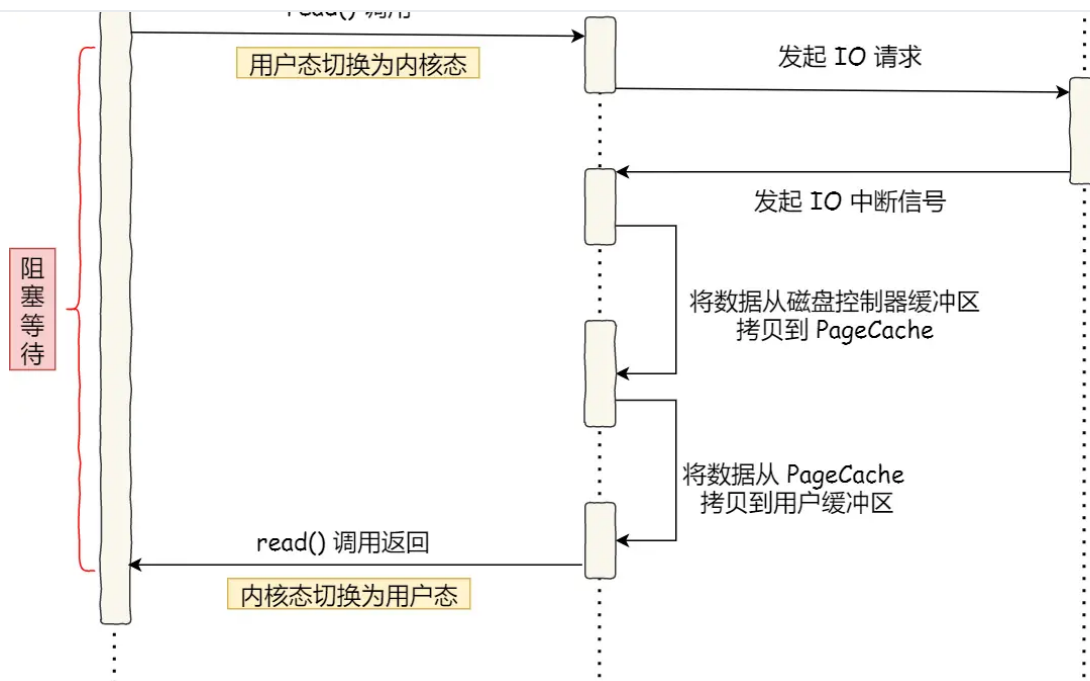 read() 调用
用户态切换为内核态
发起 IO 请求
发起 IO 中断信号
阻塞等待
将数据从磁盘控制器缓冲区
拷贝到 PageCache
将数据从 PageCache
拷贝到用户缓冲区
read() 调用返回
内核态切换为用户态